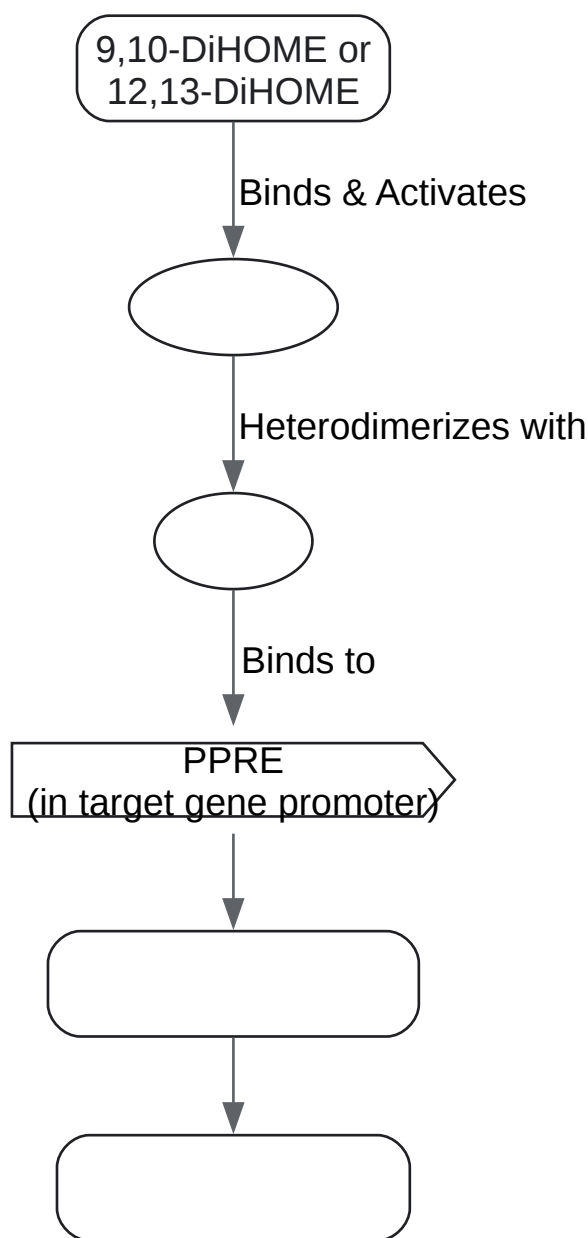 9,10-DiHOME or
12,13-DiHOME
Binds & Activates
Heterodimerizes with
Binds to
PPRE
(in target gene promoter)